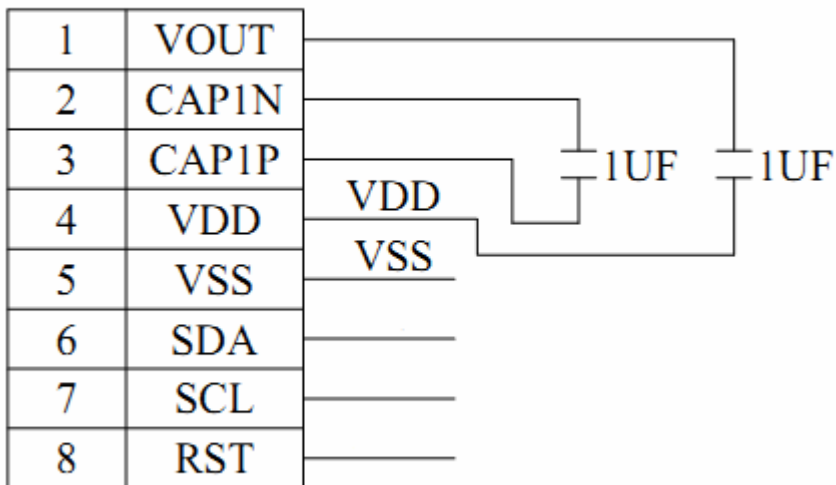 1 VOUT
2 CAP1N
3 CAP1P 1UF 1UF
4 VDD VDD
5 VSS VSS
6 SDA
7 SCL
8 RST